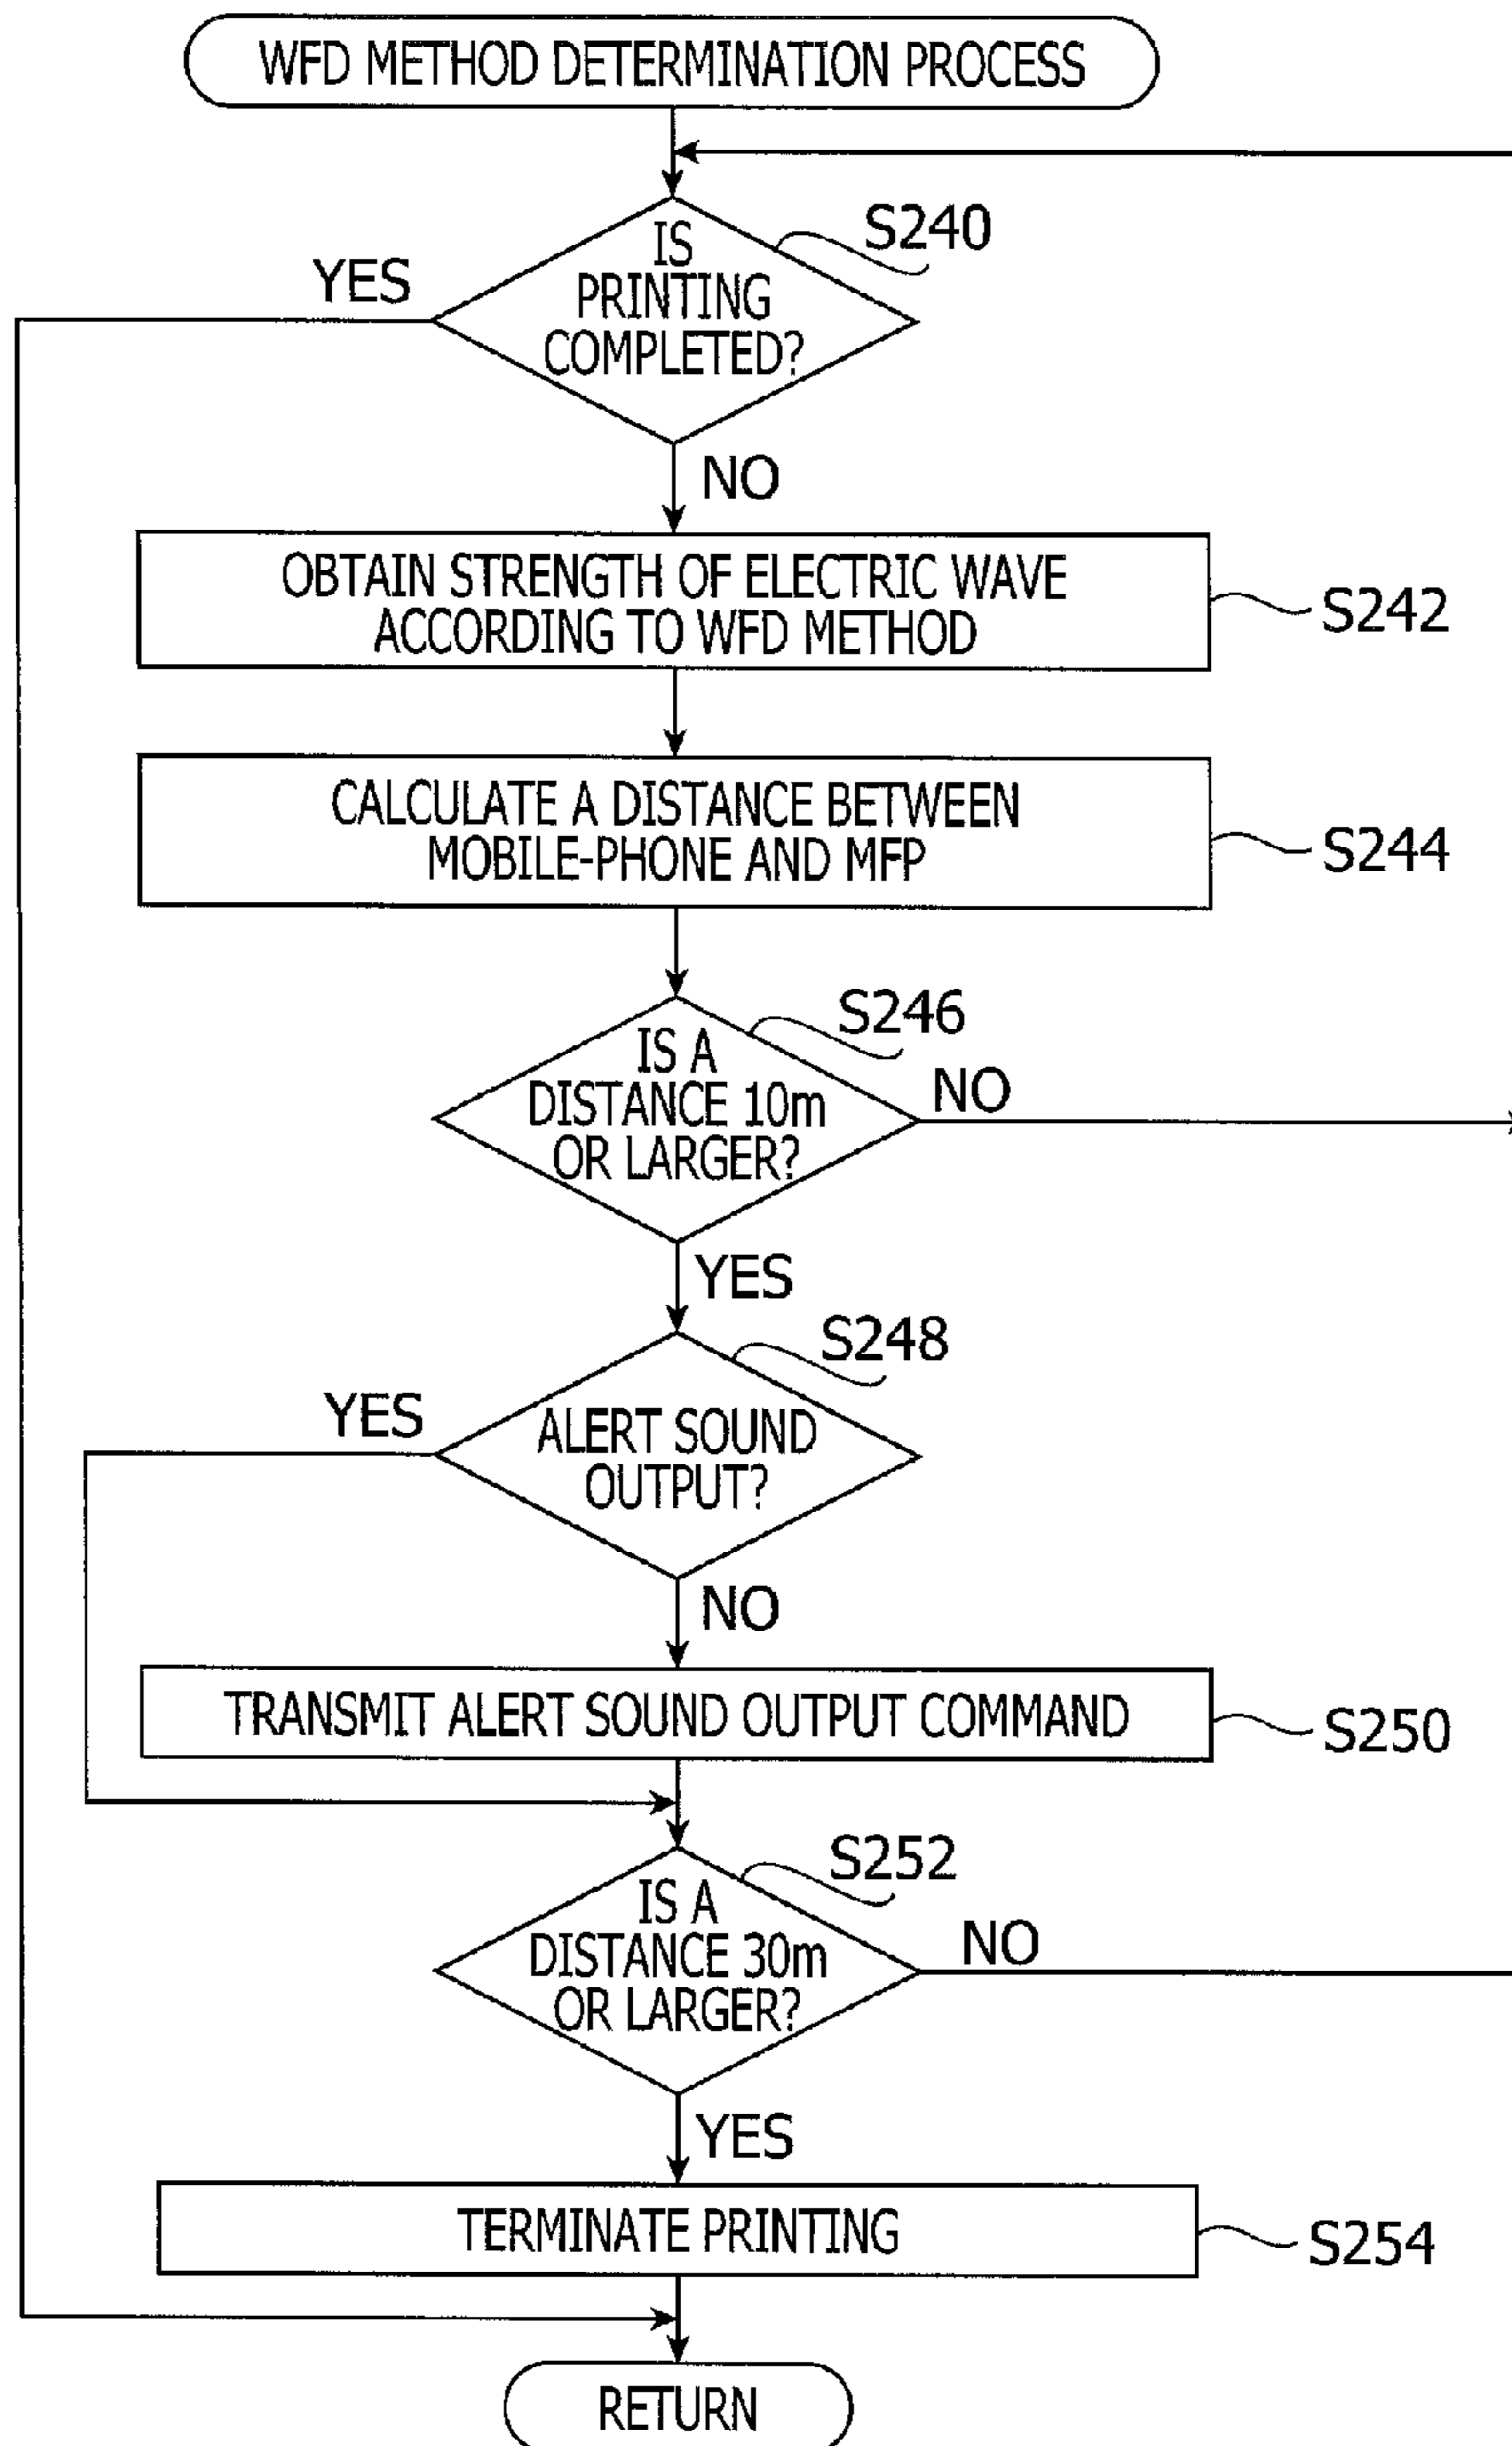 WFD METHOD DETERMINATION PROCESS
S240
IS
PRINTING
COMPLETED?
YES
NO
OBTAIN STRENGTH OF ELECTRIC WAVE
ACCORDING TO WFD METHOD
S242
CALCULATE A DISTANCE BETWEEN
MOBILE-PHONE AND MFP
S244
S246
IS A
DISTANCE 10m
OR LARGER?
NO
YES
S248
YES
ALERT SOUND
OUTPUT?
NO
TRANSMIT ALERT SOUND OUTPUT COMMAND
S250
S252
IS A
DISTANCE 30m
OR LARGER?
NO
YES
TERMINATE PRINTING
S254
RETURN